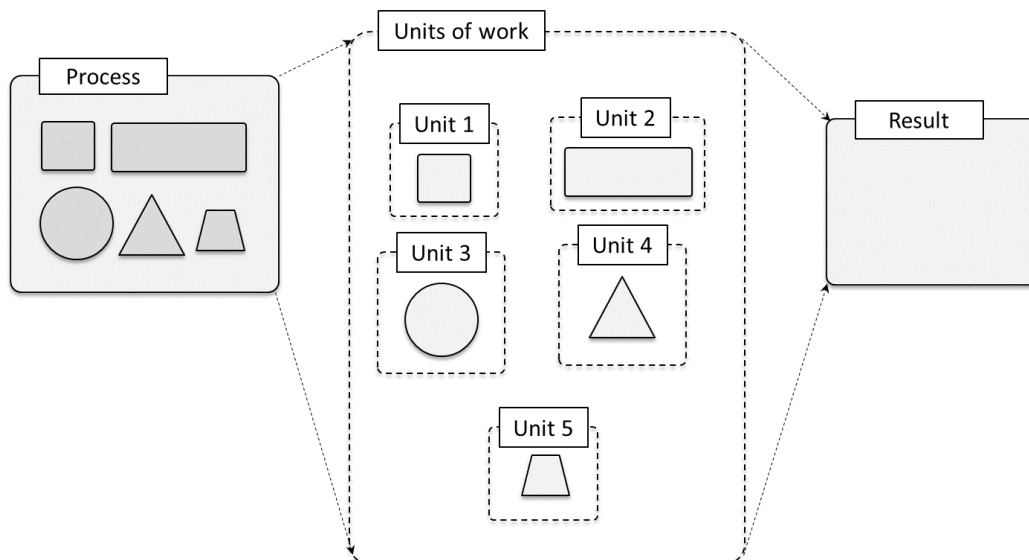 Units of work
Process
Unit 1
Unit 2
Result
Unit 3
Unit 4
Unit 5